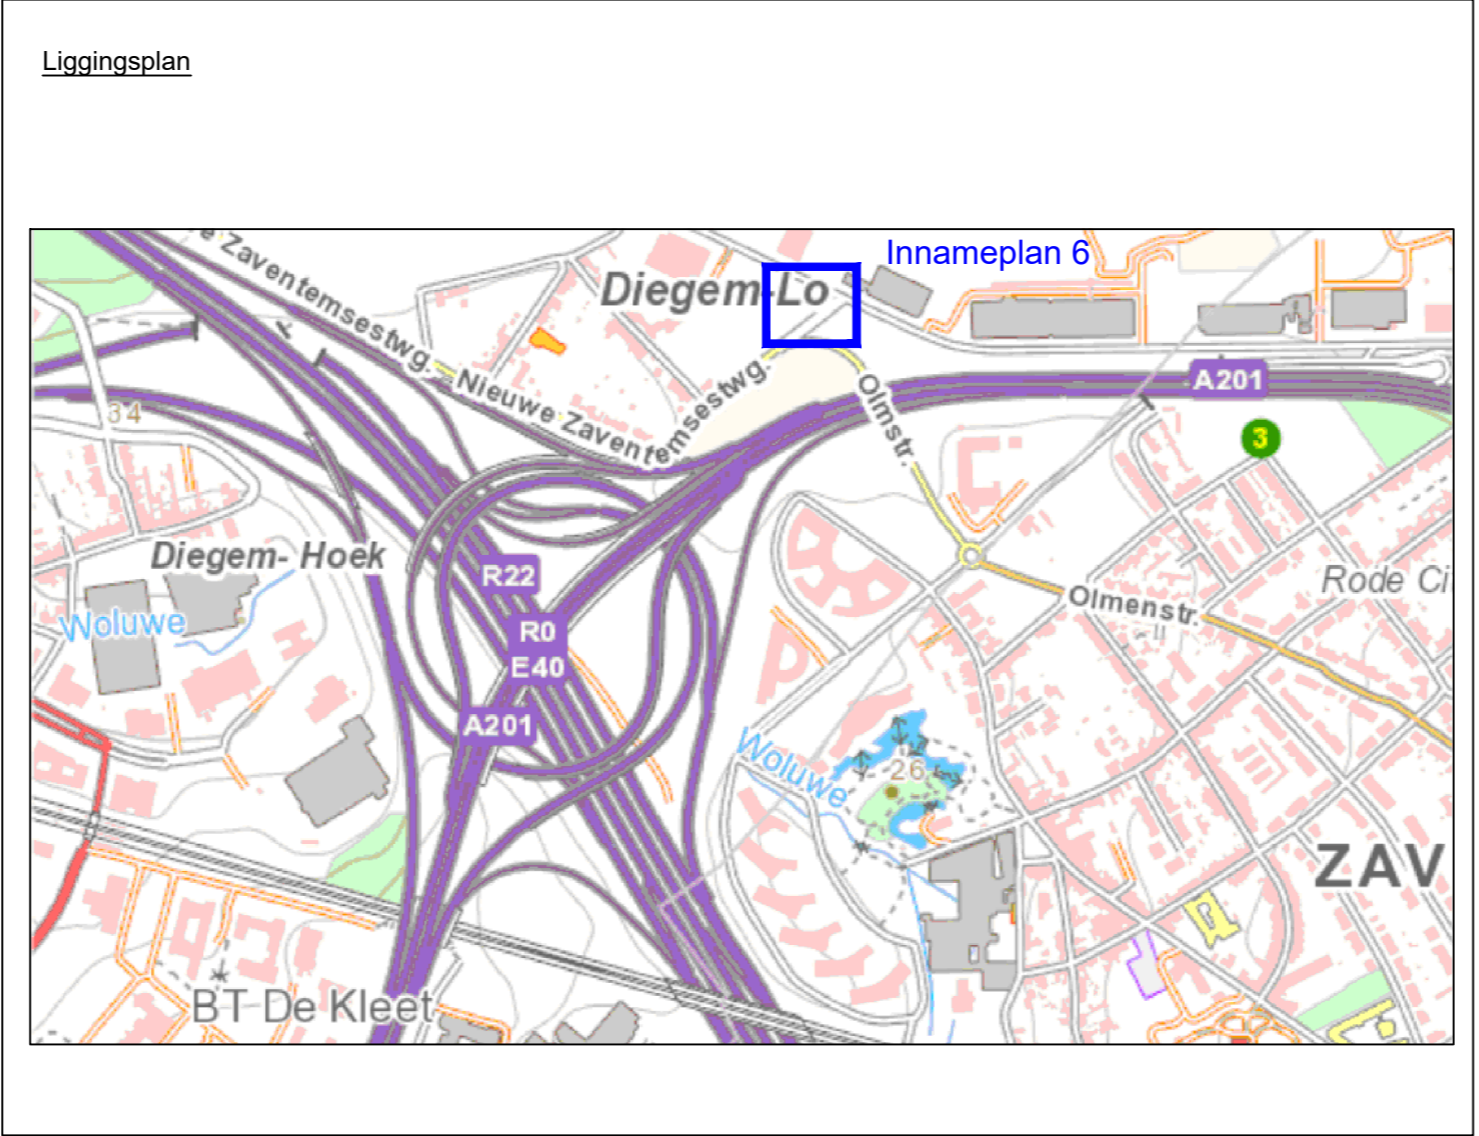 Liggingsplan
Innameplan 6
Diegem-Lo
e Zaventemsestwg. - Nieuwe Zaventemsestwg.
A201
Olmstr.
34
3
Diegem- Hoek
R22
Rode Ci
Olmenstr.
Woluwe
R0
E40
A201
Woluwe
26
ZAV
BT De Kleet